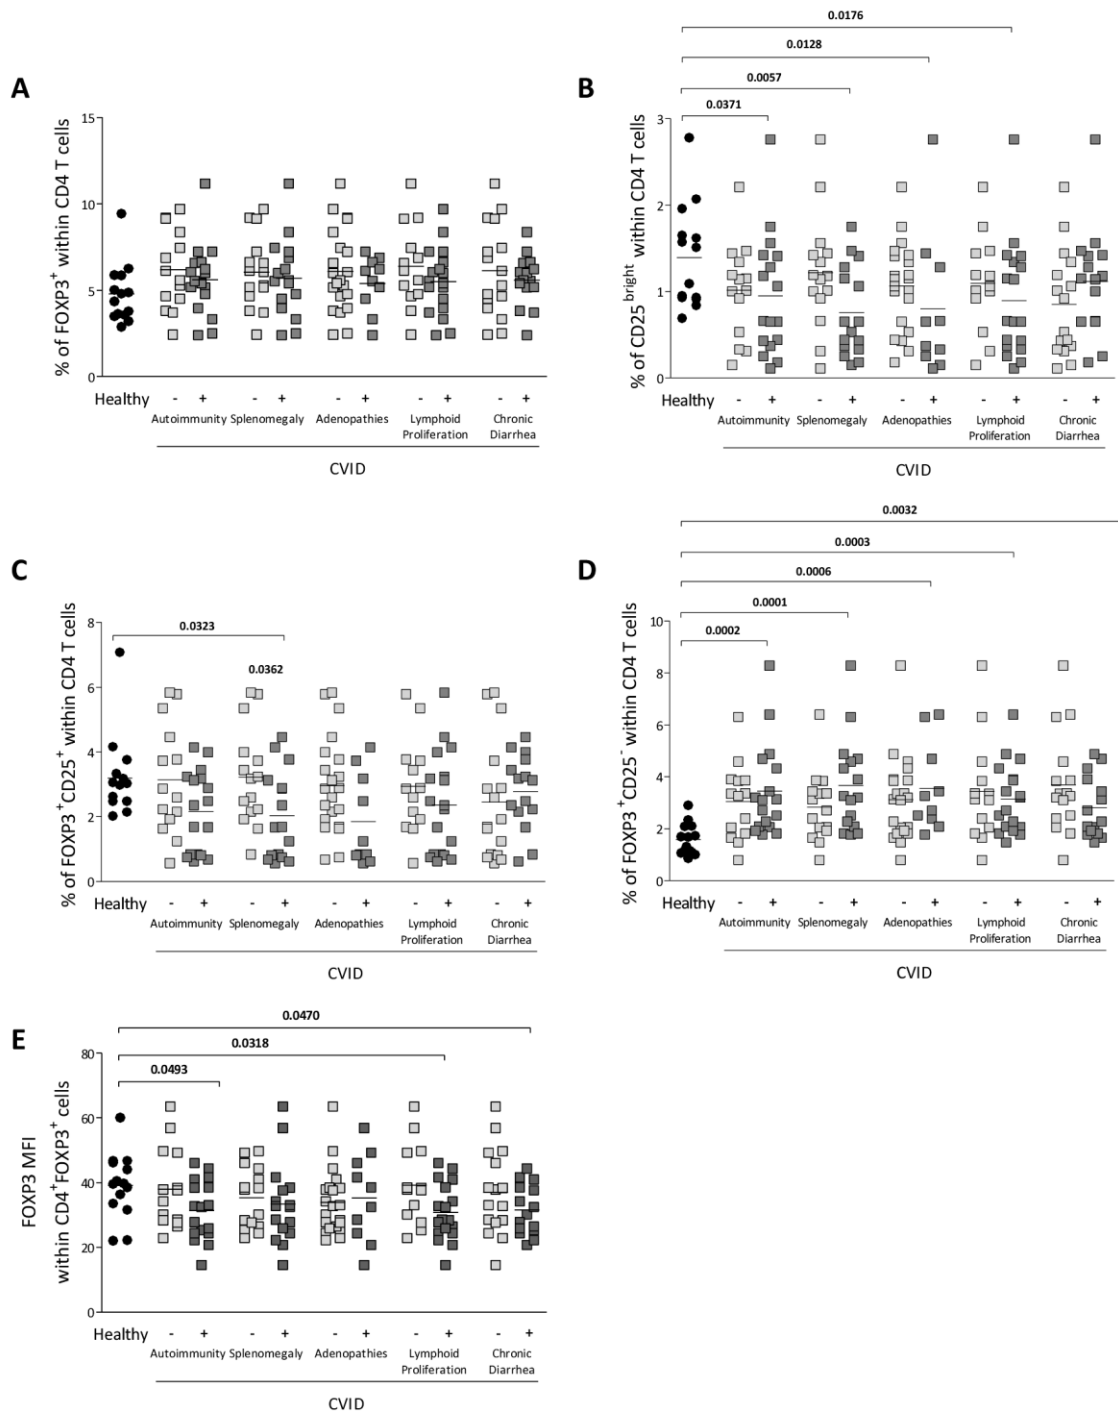 A
% of FOXP3+ within CD4 T cells
15
10
5
0
Healthy - + - + - + - + - +
Autoimmunity Splenomegaly Adenopathies Lymphoid Proliferation Chronic Diarrhea
CVID
B
0.0176
0.0128
0.0057
0.0371
% of CD25 bright within CD4 T cells
3
2
1
0
Healthy - + - + - + - + - +
Autoimmunity Splenomegaly Adenopathies Lymphoid Proliferation Chronic Diarrhea
CVID
C
% of FOXP3+CD25+ within CD4 T cells
0.0323
0.0362
8
6
4
2
0
Healthy - + - + - + - + - +
Autoimmunity Splenomegaly Adenopathies Lymphoid Proliferation Chronic Diarrhea
CVID
D
0.0032
0.0003
0.0006
0.0001
0.0002
% of FOXP3+CD25- within CD4 T cells
10
8
6
4
2
0
Healthy - + - + - + - + - +
Autoimmunity Splenomegaly Adenopathies Lymphoid Proliferation Chronic Diarrhea
CVID
E
0.0470
0.0318
0.0493
FOXP3 MFI
within CD4+FOXP3+ cells
80
60
40
20
0
Healthy - + - + - + - + - +
Autoimmunity Splenomegaly Adenopathies Lymphoid Proliferation Chronic Diarrhea
CVID